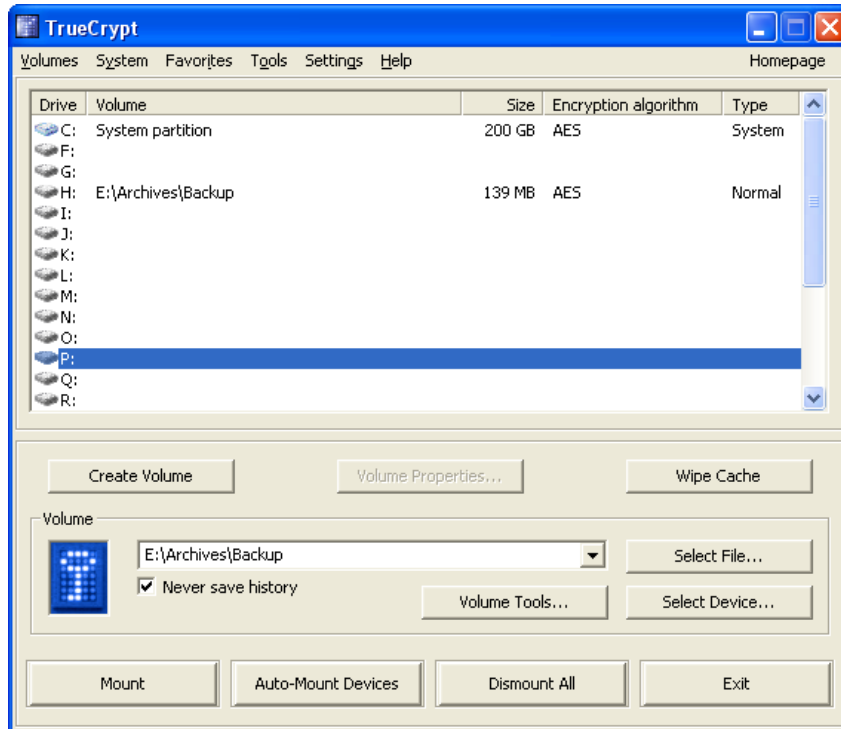 TrueCrypt
Volumes System Favorites Tools Settings Help Homepage
Drive Volume Size Encryption algorithm Type
C: System partition 200 GB AES System
F:
G:
H: E:\Archives\Backup 139 MB AES Normal
I:
J:
K:
L:
M:
N:
O:
P:
Q:
R:
Create Volume Volume Properties... Wipe Cache
Volume
E:\Archives\Backup Select File...
Never save history
Volume Tools... Select Device...
Mount Auto-Mount Devices Dismount All Exit